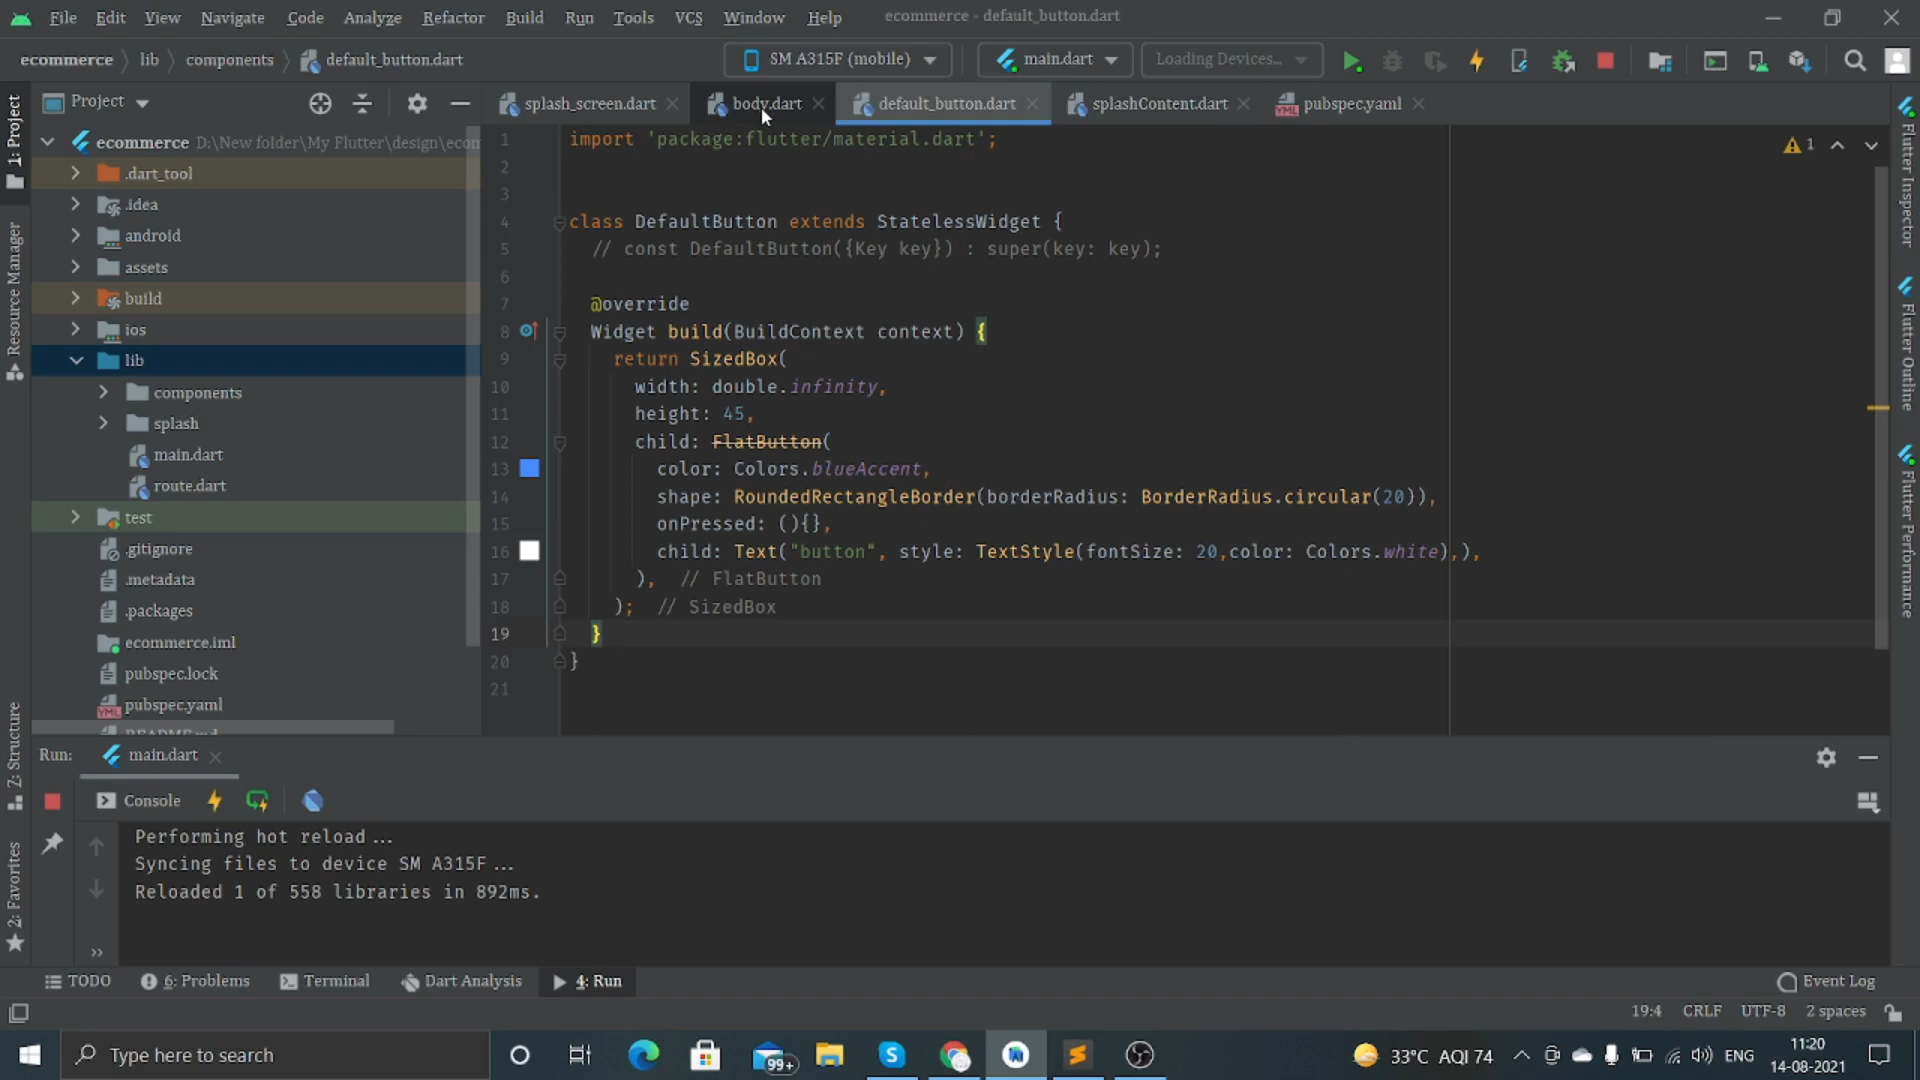 File Edit View Navigate Code Analyze Refactor Build Run Tools VCS Window Help ecommerce - default_button.dart
ecommerce lib components default_button.dart SM A315F (mobile) main.dart Loading Devices...
Project splash_screen.dart body.dart default_button.dart splashContent.dart pubspec.yaml
1: Project
Resource Manager
Z: Structure
2: Favorites
ecommerce D:\New folder\My Flutter\design\ecom
.dart_tool
.idea
android
assets
build
ios
lib
components
splash
main.dart
route.dart
test
.gitignore
.metadata
.packages
ecommerce.iml
pubspec.lock
pubspec.yaml
README.md
1 import 'package:flutter/material.dart';
2
3
4 class DefaultButton extends StatelessWidget {
5 // const DefaultButton({Key key}) : super(key: key);
6
7 @override
8 Widget build(BuildContext context) {
9 return SizedBox(
10 width: double.infinity,
11 height: 45,
12 child: FlatButton(
13 color: Colors.blueAccent,
14 shape: RoundedRectangleBorder(borderRadius: BorderRadius.circular(20)),
15 onPressed: (){},
16 child: Text("button", style: TextStyle(fontSize: 20,color: Colors.white),),
17 ), // FlatButton
18 ); // SizedBox
19 }
20 }
21
1
Flutter Inspector
Flutter Outline
Flutter Performance
Run: main.dart
Console
Performing hot reload...
Syncing files to device SM A315F...
Reloaded 1 of 558 libraries in 892ms.
TODO 6: Problems Terminal Dart Analysis 4: Run Event Log
19:4 CRLF UTF-8 2 spaces
Type here to search 99+ 33°C AQI 74 ENG 11:20
14-08-2021